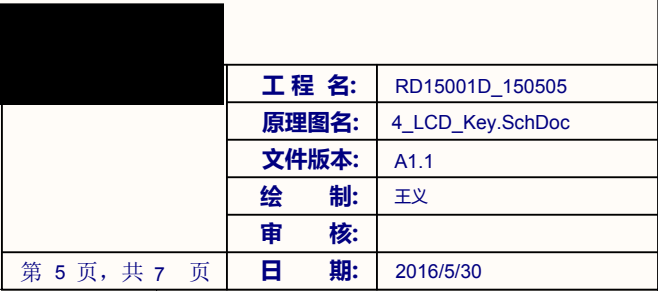 工 程 名: RD15001D_150505
原理图名: 4_LCD_Key.SchDoc
文件版本: A1.1
绘 制: 王义
审 核:
第 5 页，共 7 页 日 期: 2016/5/30